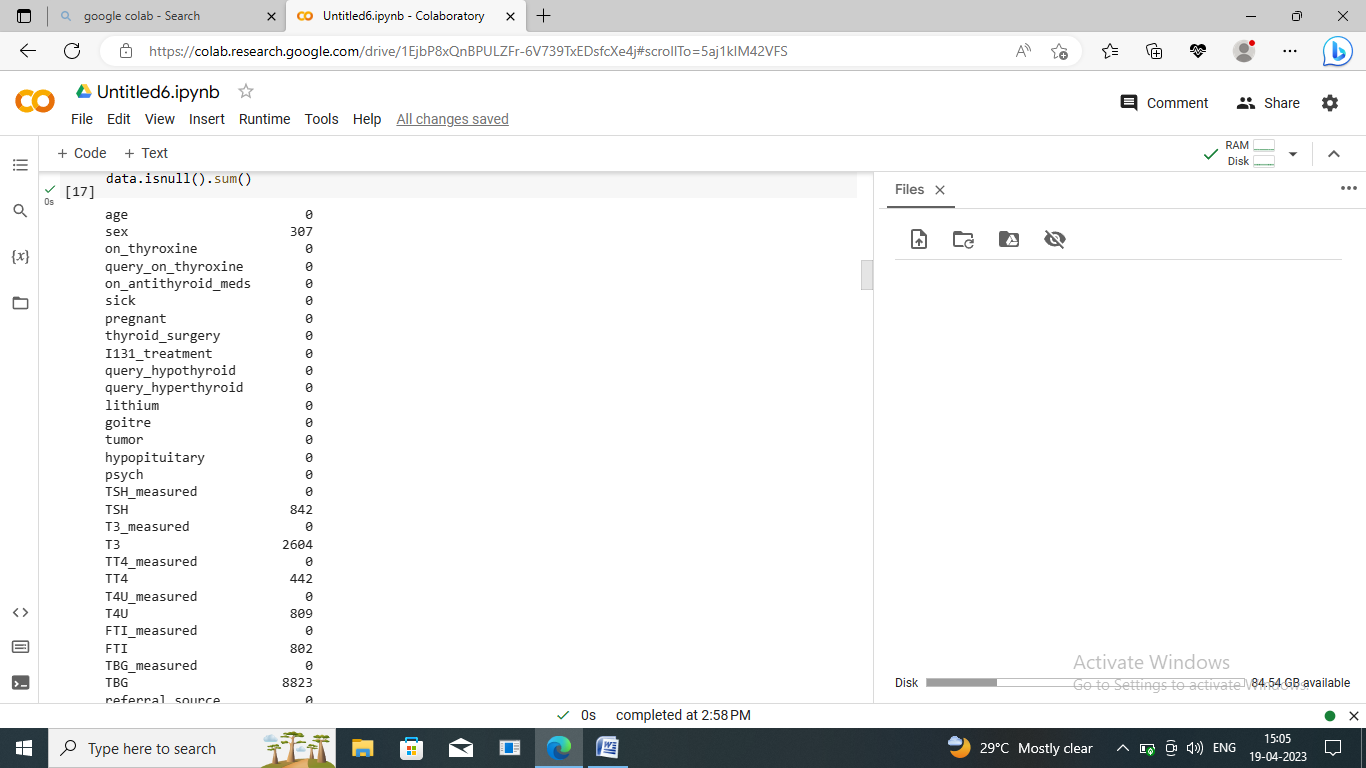 google colab - Search
Untitled6.ipynb - Colaboratory
https://colab.research.google.com/drive/1EjbP8xQnBPULZFr-6V739TxEDsfcXe4j#scrollTo=5aj1kIM42VFS
Untitled6.ipynb
File Edit View Insert Runtime Tools Help All changes saved
Comment Share
+ Code + Text
RAM
Disk
data.isnull().sum()
[17]
0s
age 0
sex 307
on_thyroxine 0
query_on_thyroxine 0
on_antithyroid_meds 0
sick 0
pregnant 0
thyroid_surgery 0
I131_treatment 0
query_hypothyroid 0
query_hyperthyroid 0
lithium 0
goitre 0
tumor 0
hypopituitary 0
psych 0
TSH_measured 0
TSH 842
T3_measured 0
T3 2604
TT4_measured 0
TT4 442
T4U_measured 0
T4U 809
FTI_measured 0
FTI 802
TBG_measured 0
TBG 8823
referral_source 0
Files
{x}
Activate Windows
Go to Settings to activate Windows.
Disk 84.54 GB available
0s completed at 2:58 PM
Type here to search
29°C Mostly clear
ENG
15:05
19-04-2023